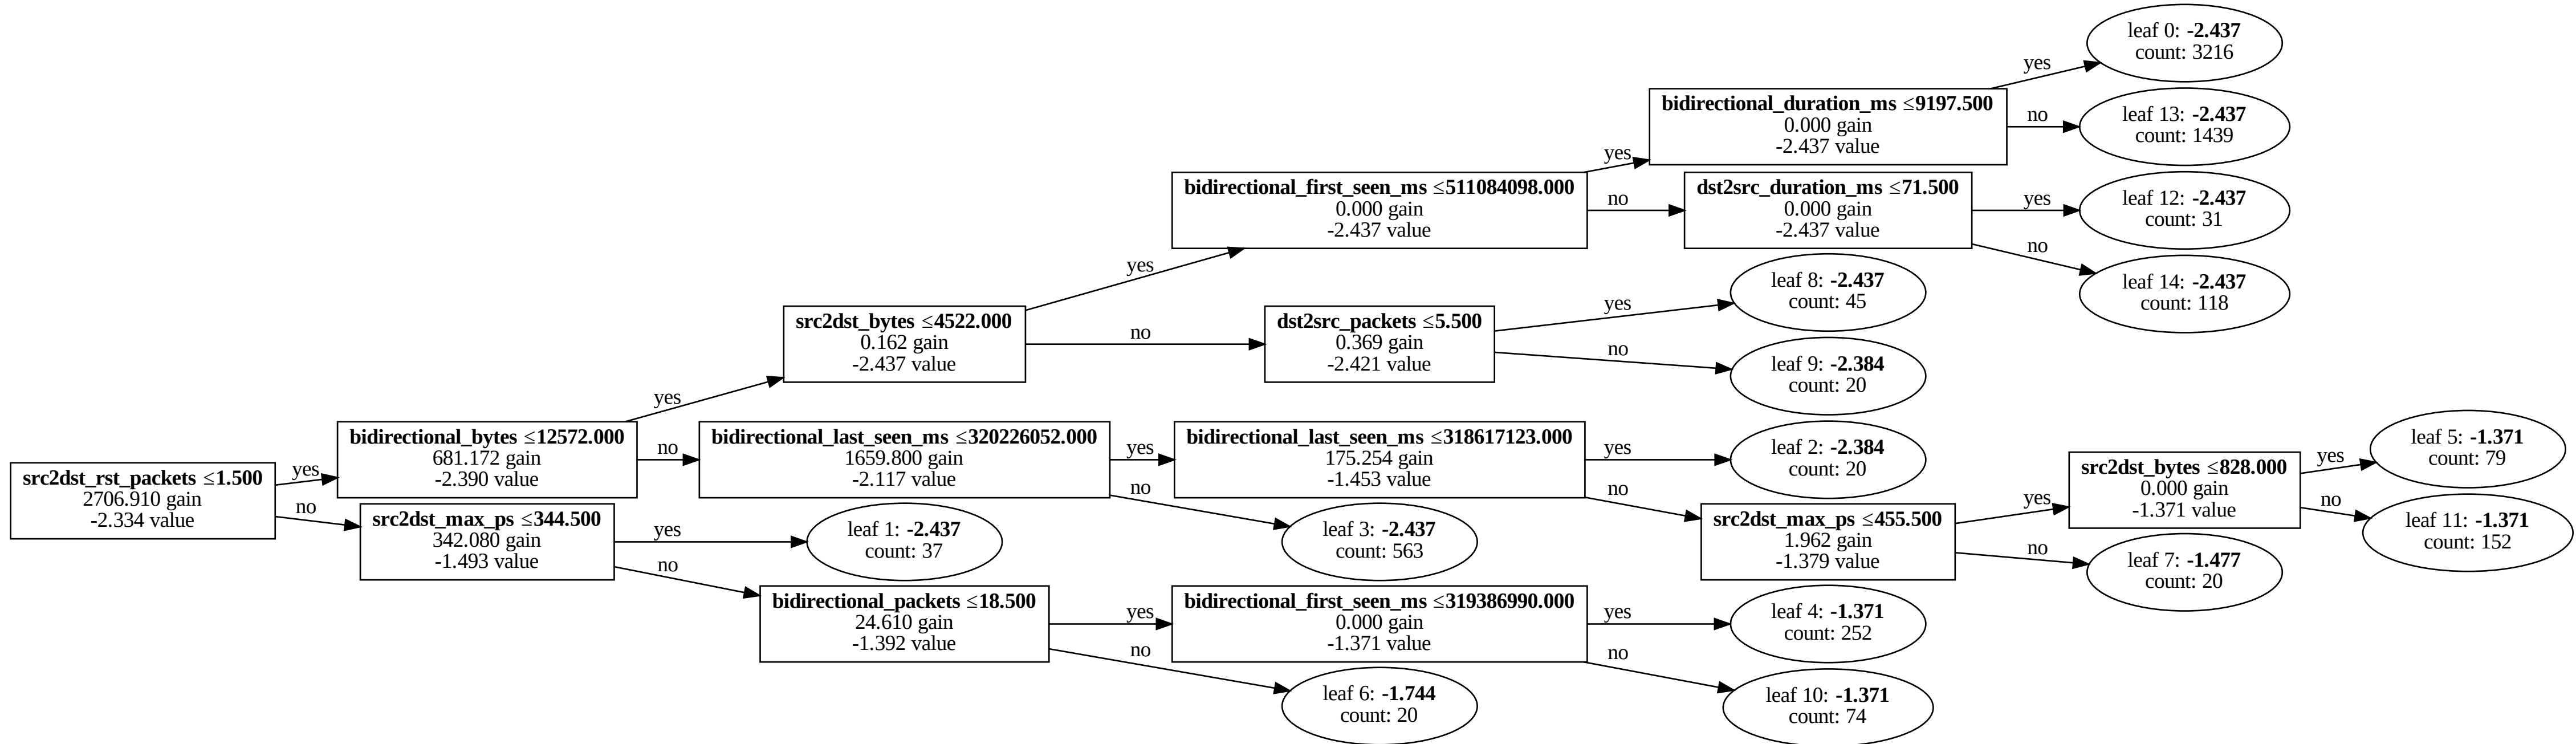 src2dst_rst_packets ≤1.500
2706.910 gain
-2.334 value
yes
no
bidirectional_bytes ≤12572.000
681.172 gain
-2.390 value
yes
no
src2dst_max_ps ≤344.500
342.080 gain
-1.493 value
yes
no
src2dst_bytes ≤4522.000
0.162 gain
-2.437 value
yes
no
bidirectional_last_seen_ms ≤320226052.000
1659.800 gain
-2.117 value
yes
no
leaf 1: -2.437
count: 37
bidirectional_packets ≤18.500
24.610 gain
-1.392 value
yes
no
bidirectional_first_seen_ms ≤511084098.000
0.000 gain
-2.437 value
yes
no
dst2src_packets ≤5.500
0.369 gain
-2.421 value
yes
no
bidirectional_last_seen_ms ≤318617123.000
175.254 gain
-1.453 value
yes
no
leaf 3: -2.437
count: 563
bidirectional_first_seen_ms ≤319386990.000
0.000 gain
-1.371 value
yes
no
leaf 6: -1.744
count: 20
bidirectional_duration_ms ≤9197.500
0.000 gain
-2.437 value
yes
no
dst2src_duration_ms ≤71.500
0.000 gain
-2.437 value
yes
no
leaf 8: -2.437
count: 45
leaf 9: -2.384
count: 20
leaf 2: -2.384
count: 20
src2dst_max_ps ≤455.500
1.962 gain
-1.379 value
yes
no
leaf 4: -1.371
count: 252
leaf 10: -1.371
count: 74
leaf 0: -2.437
count: 3216
leaf 13: -2.437
count: 1439
leaf 12: -2.437
count: 31
leaf 14: -2.437
count: 118
src2dst_bytes ≤828.000
0.000 gain
-1.371 value
yes
no
leaf 7: -1.477
count: 20
leaf 5: -1.371
count: 79
leaf 11: -1.371
count: 152